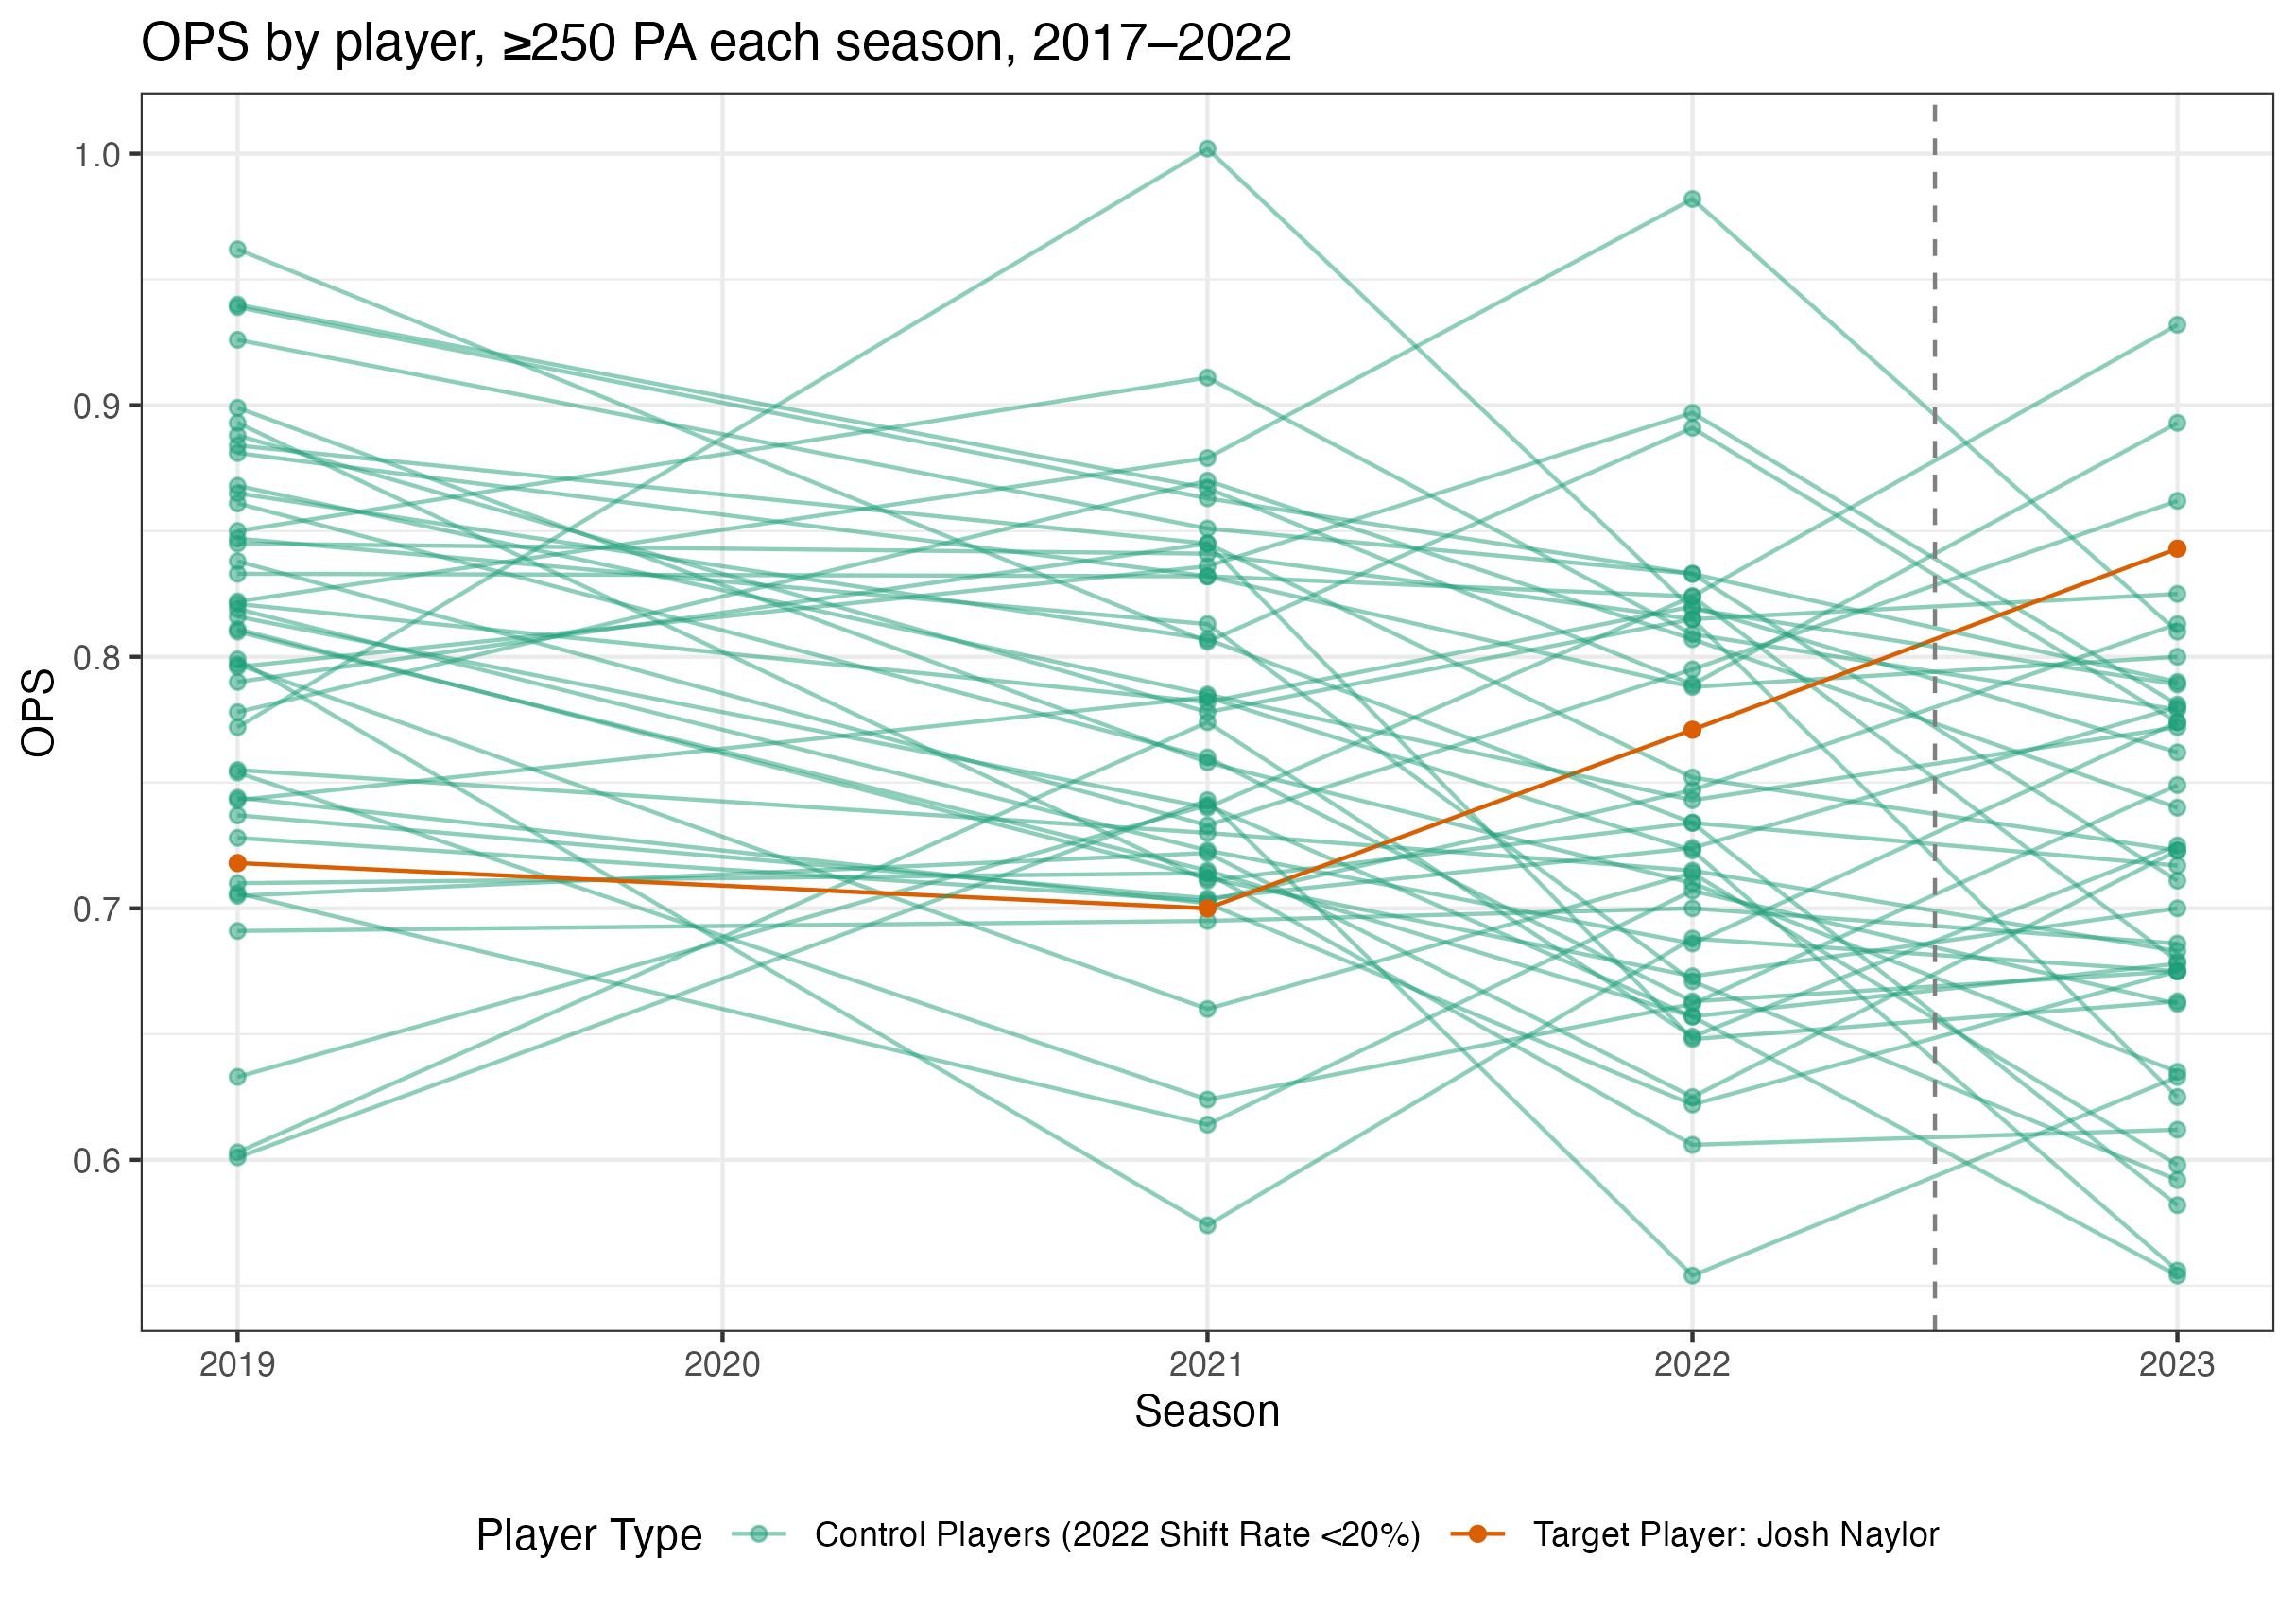 OPS by player, ≥250 PA each season, 2017–2022
OPS
1.0
0.9
0.8
0.7
0.6
2019 2020 2021 2022 2023
Season
Player Type Control Players (2022 Shift Rate <20%) Target Player: Josh Naylor